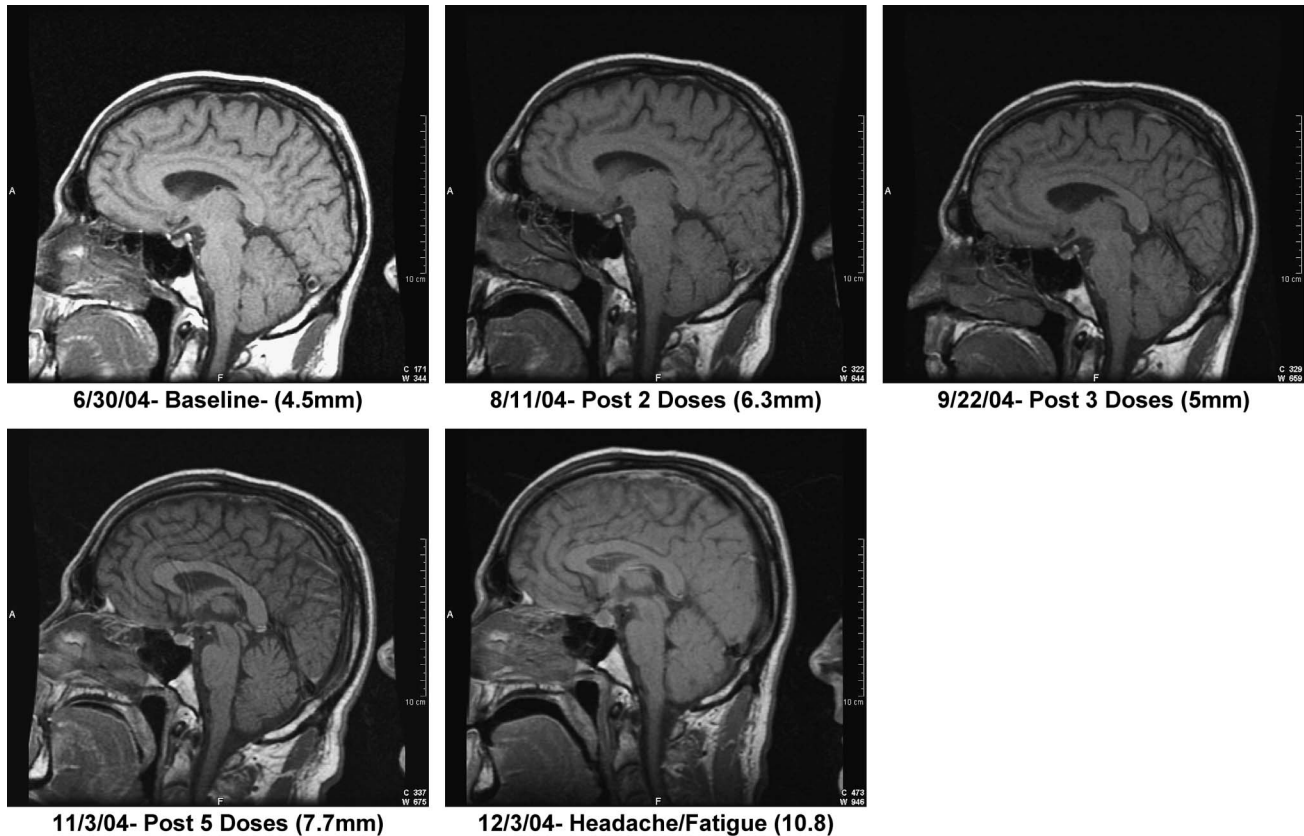 A
10 cm
C 171
W 344
F
6/30/04- Baseline- (4.5mm)
A
10 cm
C 322
W 644
F
8/11/04- Post 2 Doses (6.3mm)
A
10 cm
C 329
W 659
F
9/22/04- Post 3 Doses (5mm)
A
10 cm
C 337
W 675
F
11/3/04- Post 5 Doses (7.7mm)
A
10 cm
C 473
W 946
F
12/3/04- Headache/Fatigue (10.8)